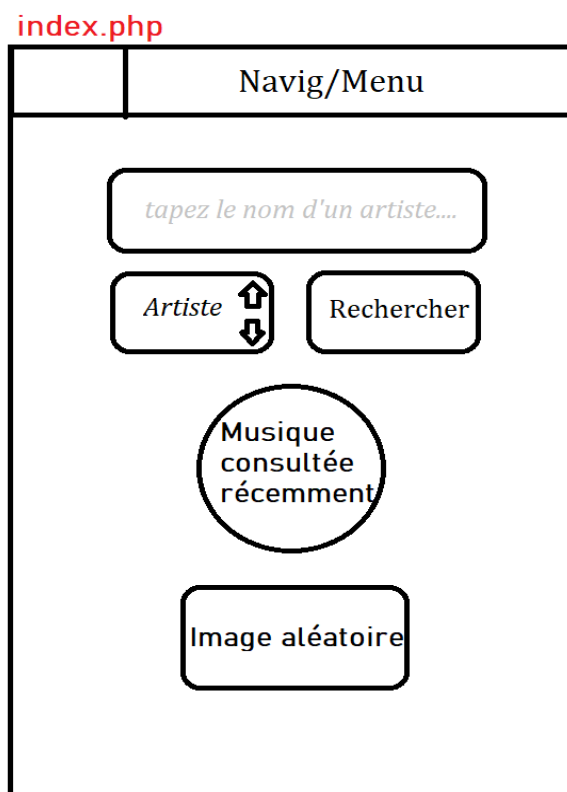 index.php
Navig/Menu
tapez le nom d'un artiste....
Artiste
Rechercher
Musique
consultée
récemment
Image aléatoire